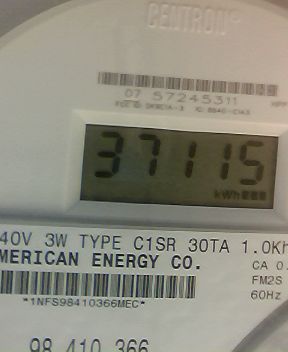 CENTRON®
07 57245311
37115
kWh
40V 3W TYPE C1SR 30TA 1.0Kh
MERICAN ENERGY CO.
CA 0.
FM2S
60Hz
*1NFS98410366MEC*
98 410 366